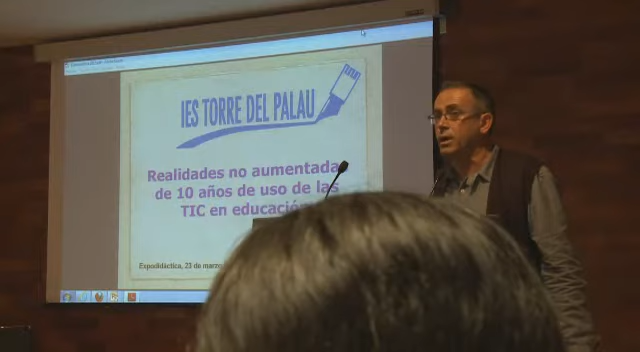 IES TORRE DEL PALAU
Realidades no aumentada
de 10 años de uso de las
TIC en educación
Expodidáctica, 23 de marzo